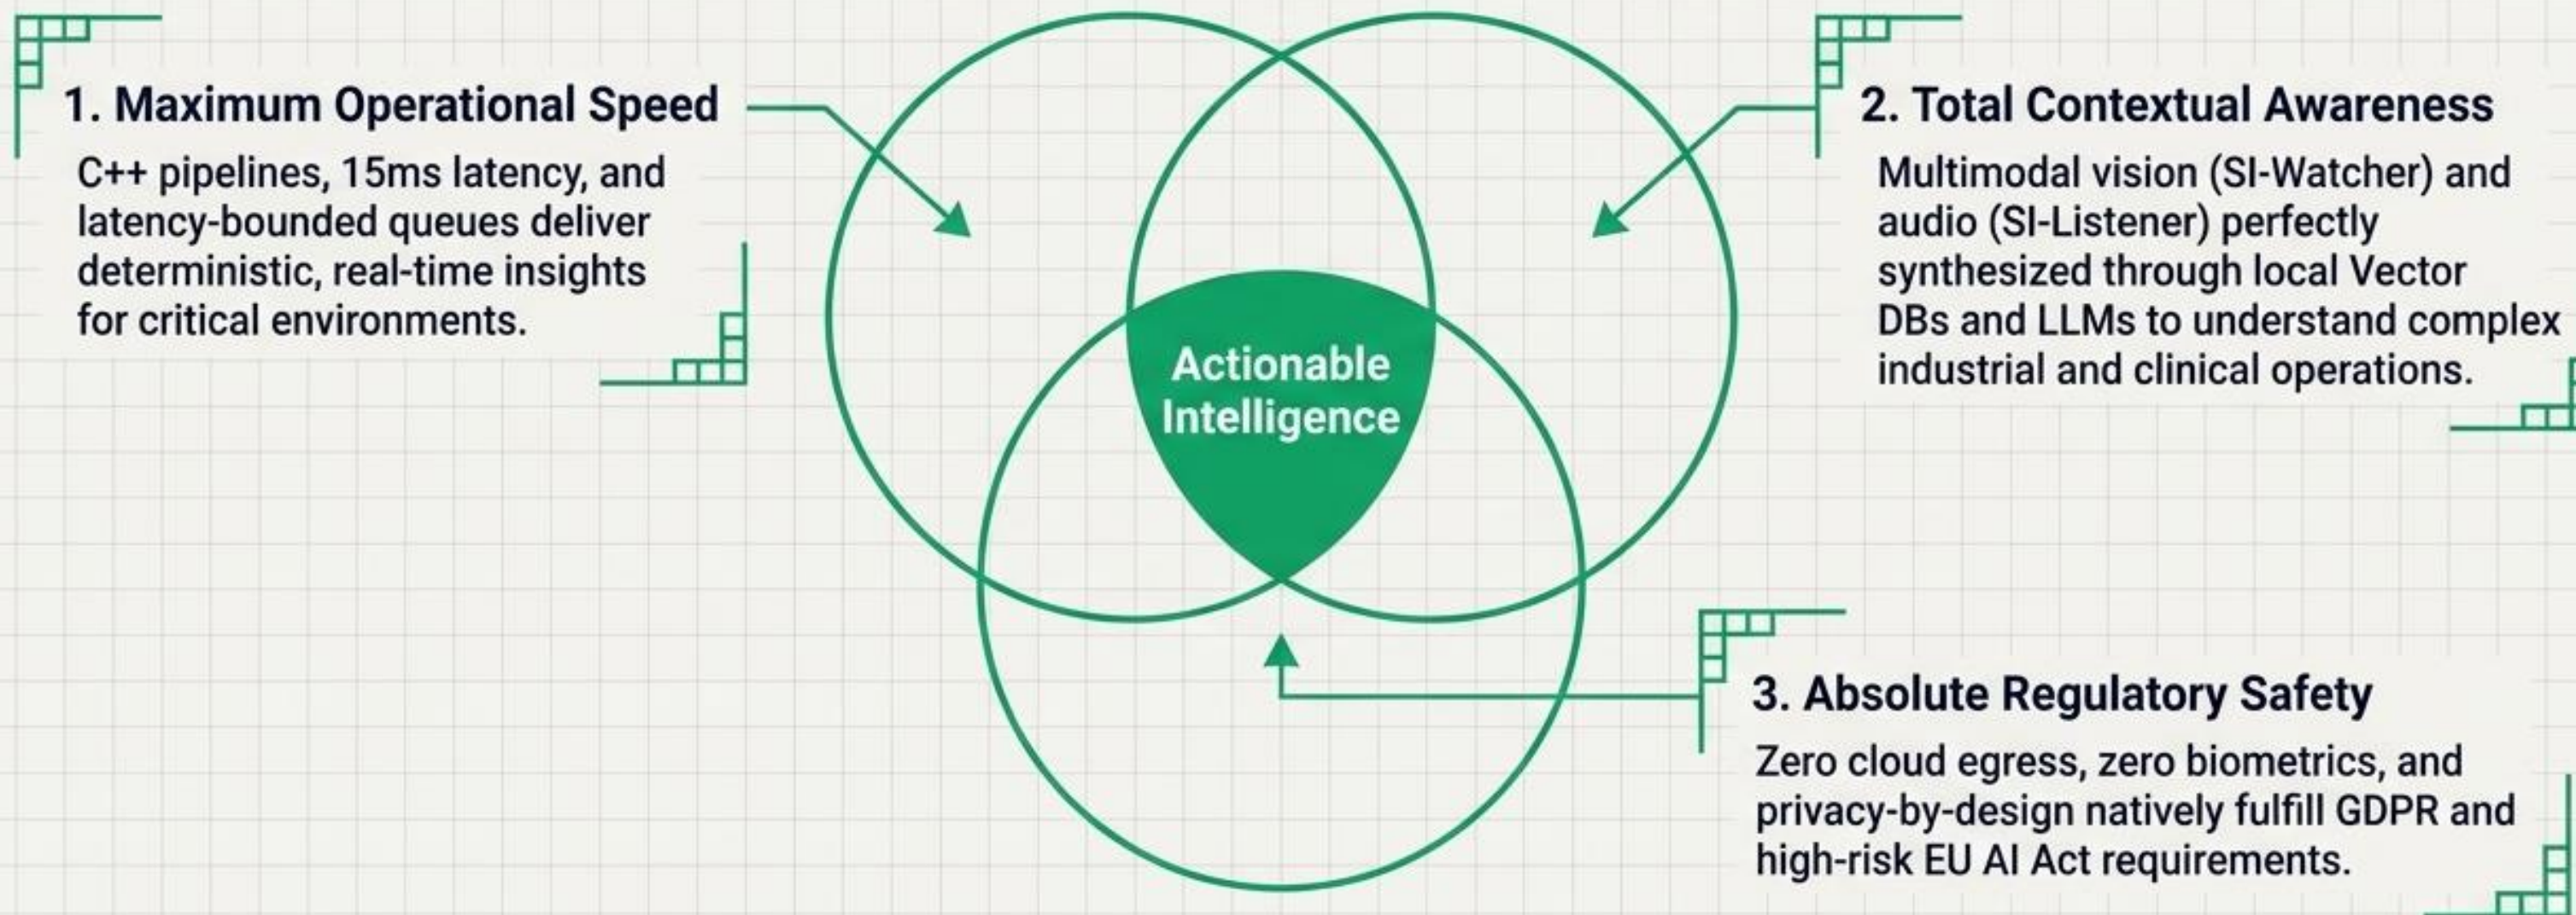 1. Maximum Operational Speed
C++ pipelines, 15ms latency, and
latency-bounded queues deliver
deterministic, real-time insights
for critical environments.
2. Total Contextual Awareness
Multimodal vision (SI-Watcher) and
audio (SI-Listener) perfectly
synthesized through local Vector
DBs and LLMs to understand complex
industrial and clinical operations.
Actionable
Intelligence
3. Absolute Regulatory Safety
Zero cloud egress, zero biometrics, and
privacy-by-design natively fulfill GDPR and
high-risk EU AI Act requirements.